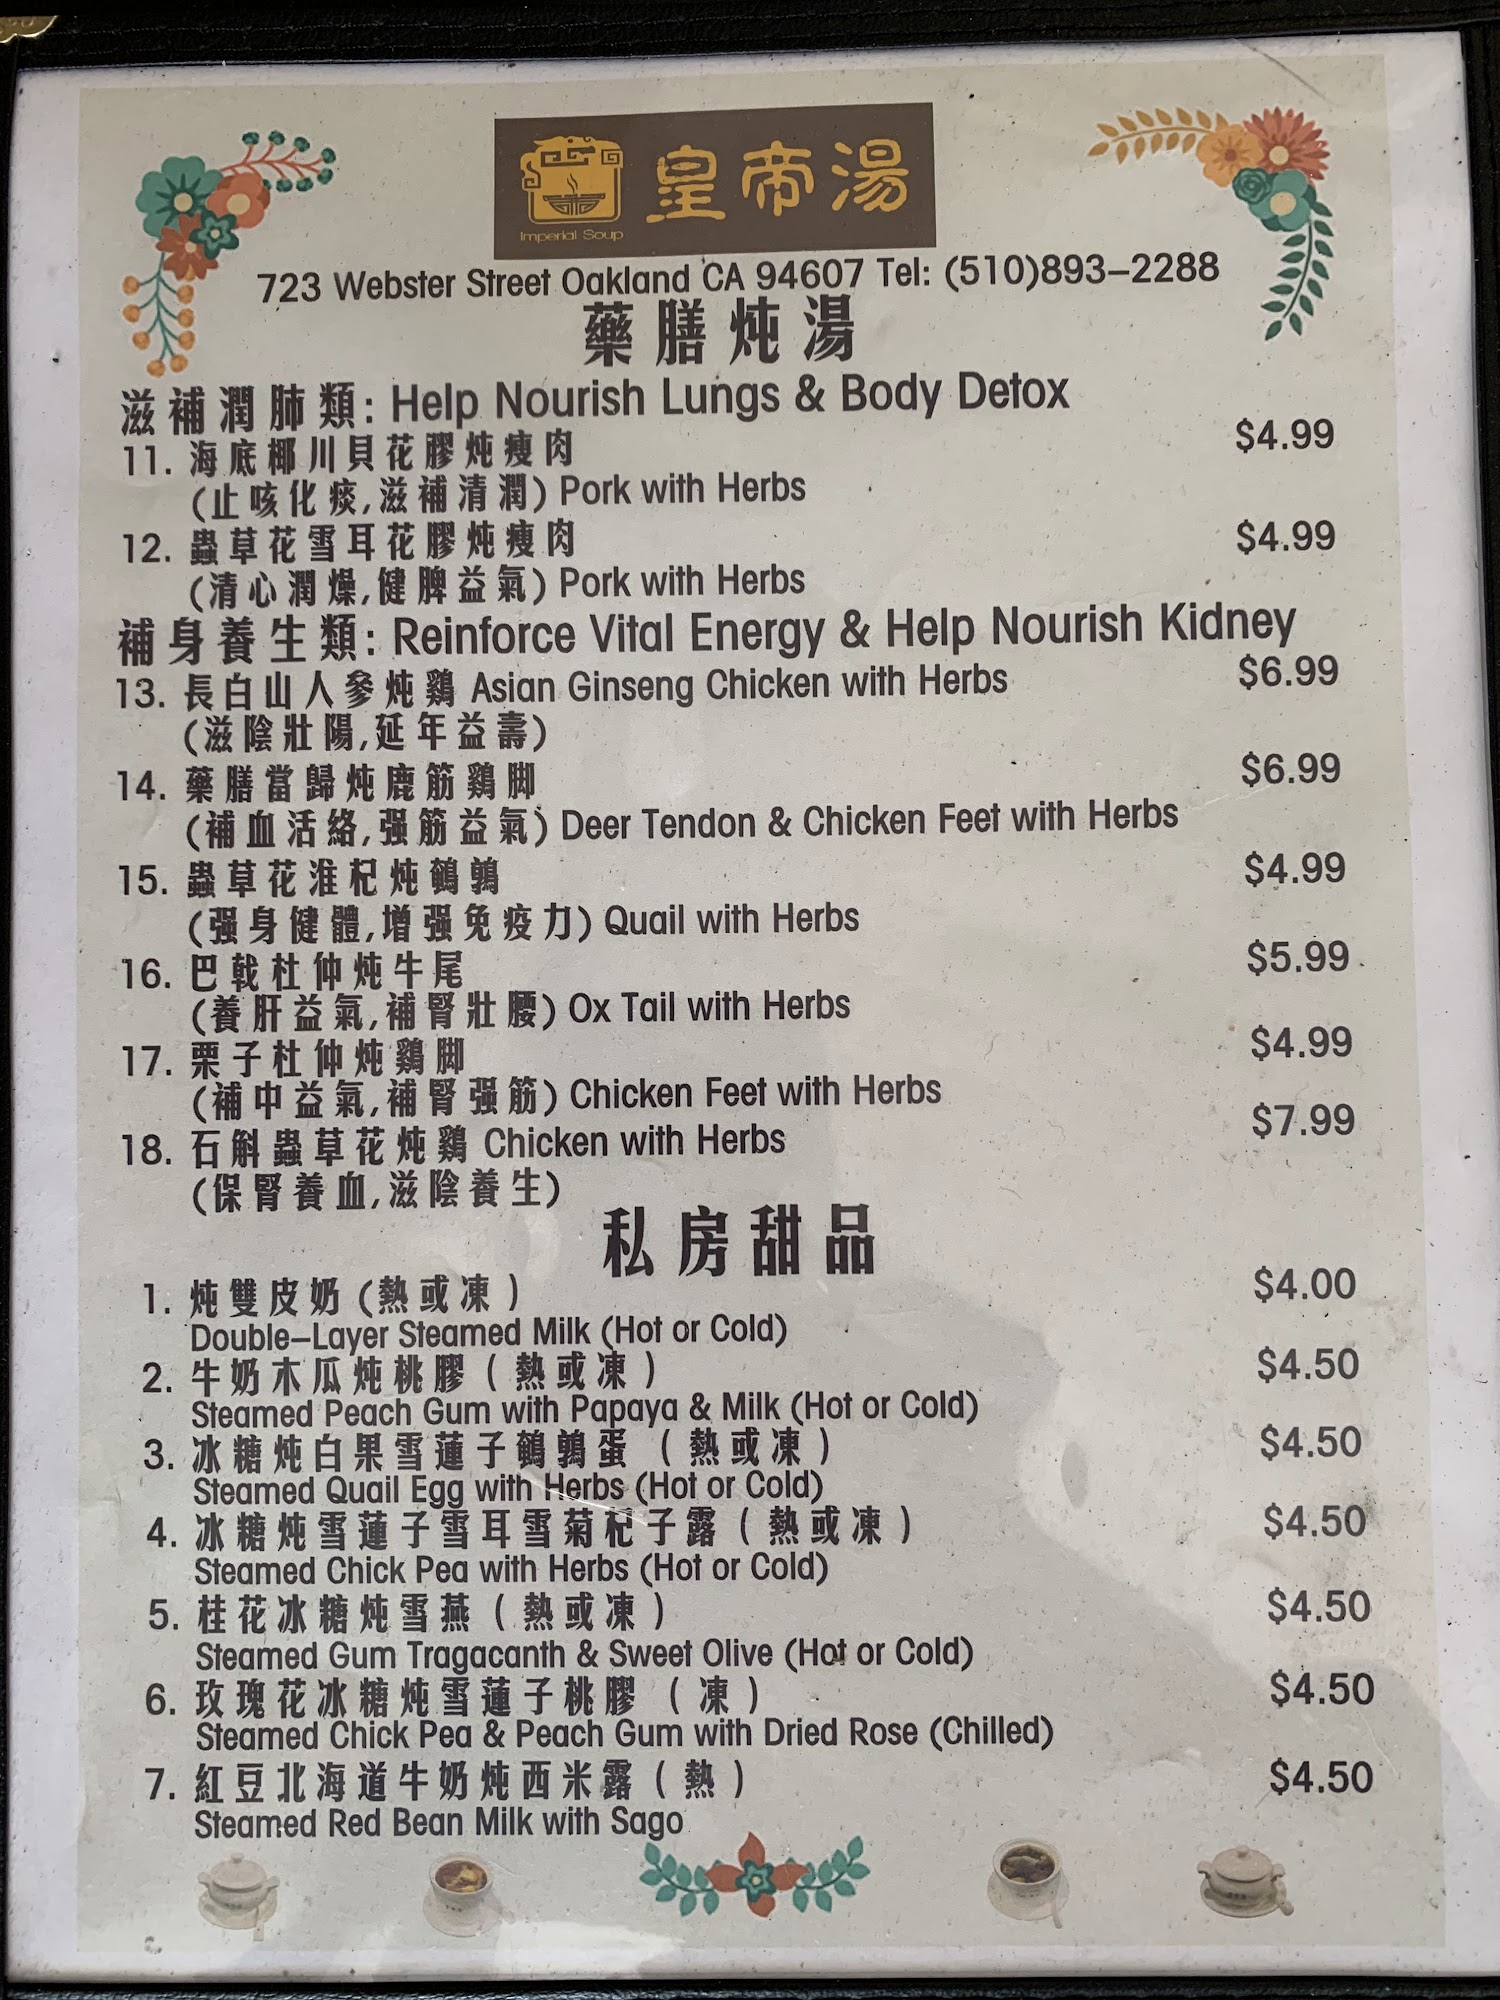 皇帝湯
Imperial Soup
723 Webster Street Oakland CA 94607 Tel: (510)893-2288
藥膳炖湯
滋補潤肺類: Help Nourish Lungs & Body Detox
11. 海底椰川貝花膠炖瘦肉 $4.99
(止咳化痰,滋補清潤) Pork with Herbs
12. 蟲草花雪耳花膠炖瘦肉 $4.99
(清心潤燥,健脾益氣) Pork with Herbs
補身養生類: Reinforce Vital Energy & Help Nourish Kidney
13. 長白山人參炖鷄 Asian Ginseng Chicken with Herbs $6.99
(滋陰壯陽,延年益壽)
14. 藥膳當歸炖鹿筋鷄脚 $6.99
(補血活絡,强筋益氣) Deer Tendon & Chicken Feet with Herbs
15. 蟲草花淮杞炖鵪鶉 $4.99
(强身健體,增强免疫力) Quail with Herbs
16. 巴戟杜仲炖牛尾 $5.99
(養肝益氣,補腎壯腰) Ox Tail with Herbs
17. 栗子杜仲炖鷄脚 $4.99
(補中益氣,補腎强筋) Chicken Feet with Herbs
18. 石斛蟲草花炖鷄 Chicken with Herbs $7.99
(保腎養血,滋陰養生)
私房甜品
1. 炖雙皮奶 (熱或凍) $4.00
Double-Layer Steamed Milk (Hot or Cold)
2. 牛奶木瓜炖桃膠 (熱或凍) $4.50
Steamed Peach Gum with Papaya & Milk (Hot or Cold)
3. 冰糖炖白果雪蓮子鵪鶉蛋 (熱或凍) $4.50
Steamed Quail Egg with Herbs (Hot or Cold)
4. 冰糖炖雪蓮子雪耳雪菊杞子露 (熱或凍) $4.50
Steamed Chick Pea with Herbs (Hot or Cold)
5. 桂花冰糖炖雪燕 (熱或凍) $4.50
Steamed Gum Tragacanth & Sweet Olive (Hot or Cold)
6. 玫瑰花冰糖炖雪蓮子桃膠 (凍) $4.50
Steamed Chick Pea & Peach Gum with Dried Rose (Chilled)
7. 紅豆北海道牛奶炖西米露 (熱) $4.50
Steamed Red Bean Milk with Sago